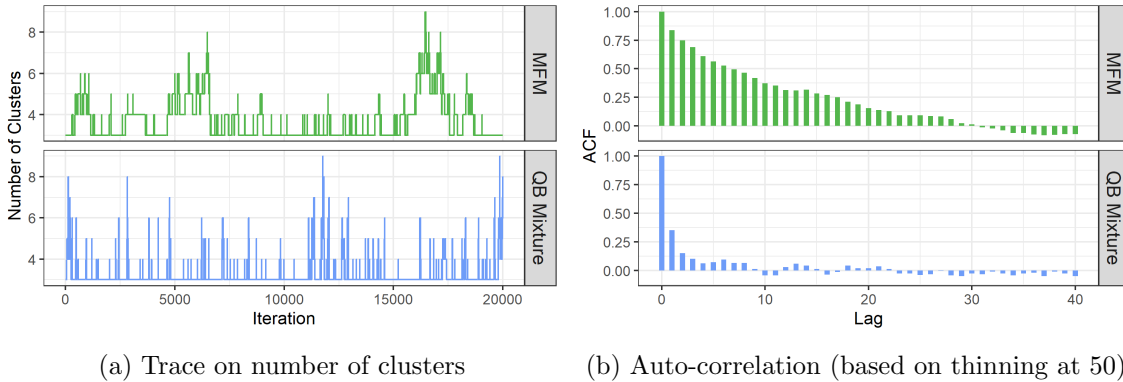 Number of Clusters
8
6
4
MFM
8
6
4
QB Mixture
0
5000
10000
15000
20000
Iteration
ACF
1.00
0.75
0.50
0.25
0.00
MFM
1.00
0.75
0.50
0.25
0.00
QB Mixture
0
10
20
30
40
Lag
(a) Trace on number of clusters
(b) Auto-correlation (based on thinning at 50)